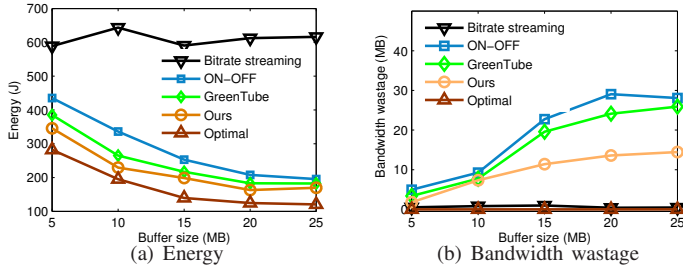 700
600
500
400
300
200
100
Energy (J)
Bitrate streaming
ON−OFF
GreenTube
Ours
Optimal
5 10 15 20 25
Buffer size (MB)
(a) Energy
50
40
30
20
10
0
Bandwidth wastage (MB)
Bitrate streaming
ON−OFF
GreenTube
Ours
Optimal
5 10 15 20 25
Buffer size (MB)
(b) Bandwidth wastage